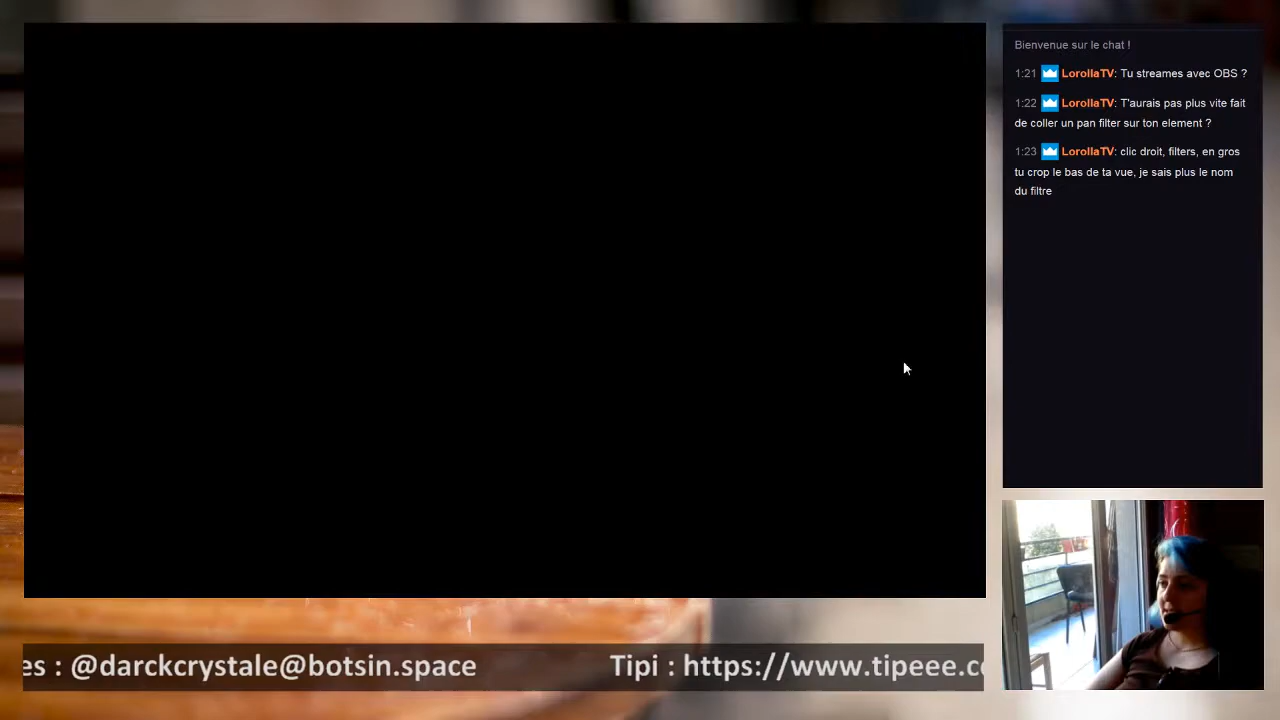 Bienvenue sur le chat !
1:21 LorollaTV: Tu streames avec OBS ?
1:22 LorollaTV: T'aurais pas plus vite fait
de coller un pan filter sur ton element ?
1:23 LorollaTV: clic droit, filters, en gros
tu crop le bas de ta vue, je sais plus le nom
du filtre
es : @darckcrystale@botsin.space Tipi : https://www.tipeee.c